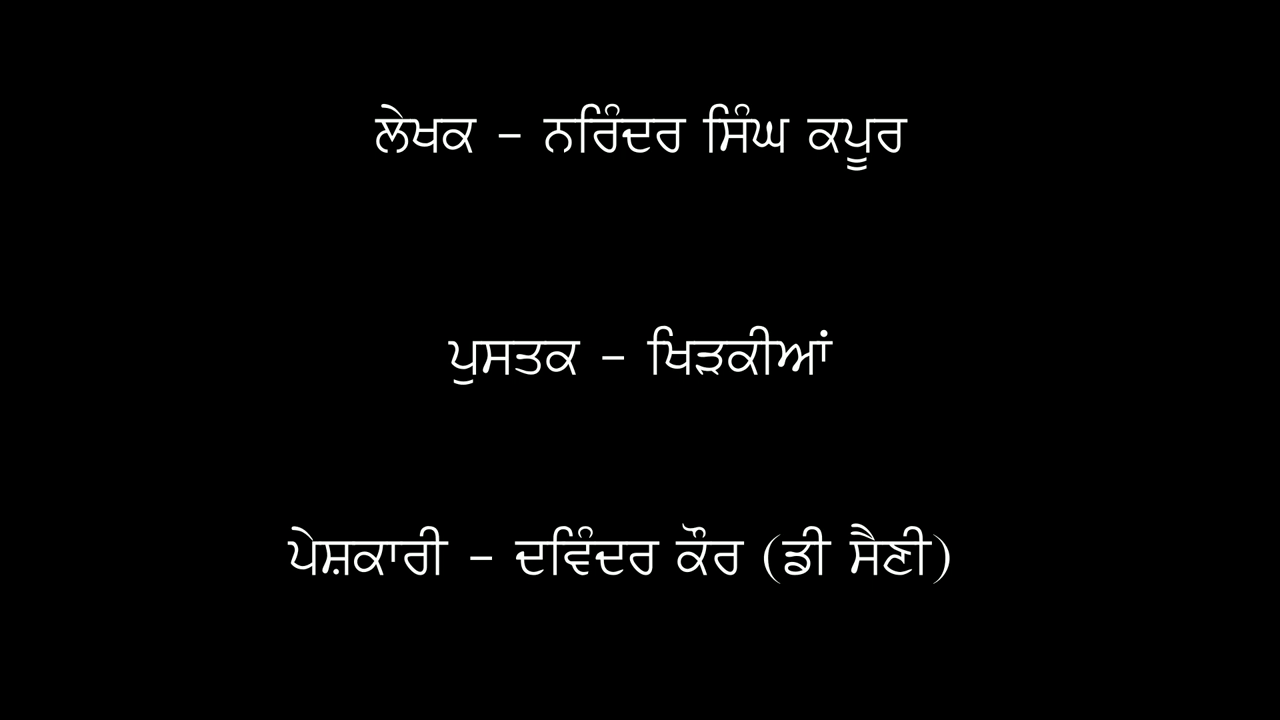 ਲੇਖਕ - ਨਰਿੰਦਰ ਸਿੰਘ ਕਪੂਰ
ਪੁਸਤਕ - ਖਿੜਕੀਆਂ
ਪੇਸ਼ਕਾਰੀ - ਦਵਿੰਦਰ ਕੌਰ (ਡੀ ਸੈਣੀ)